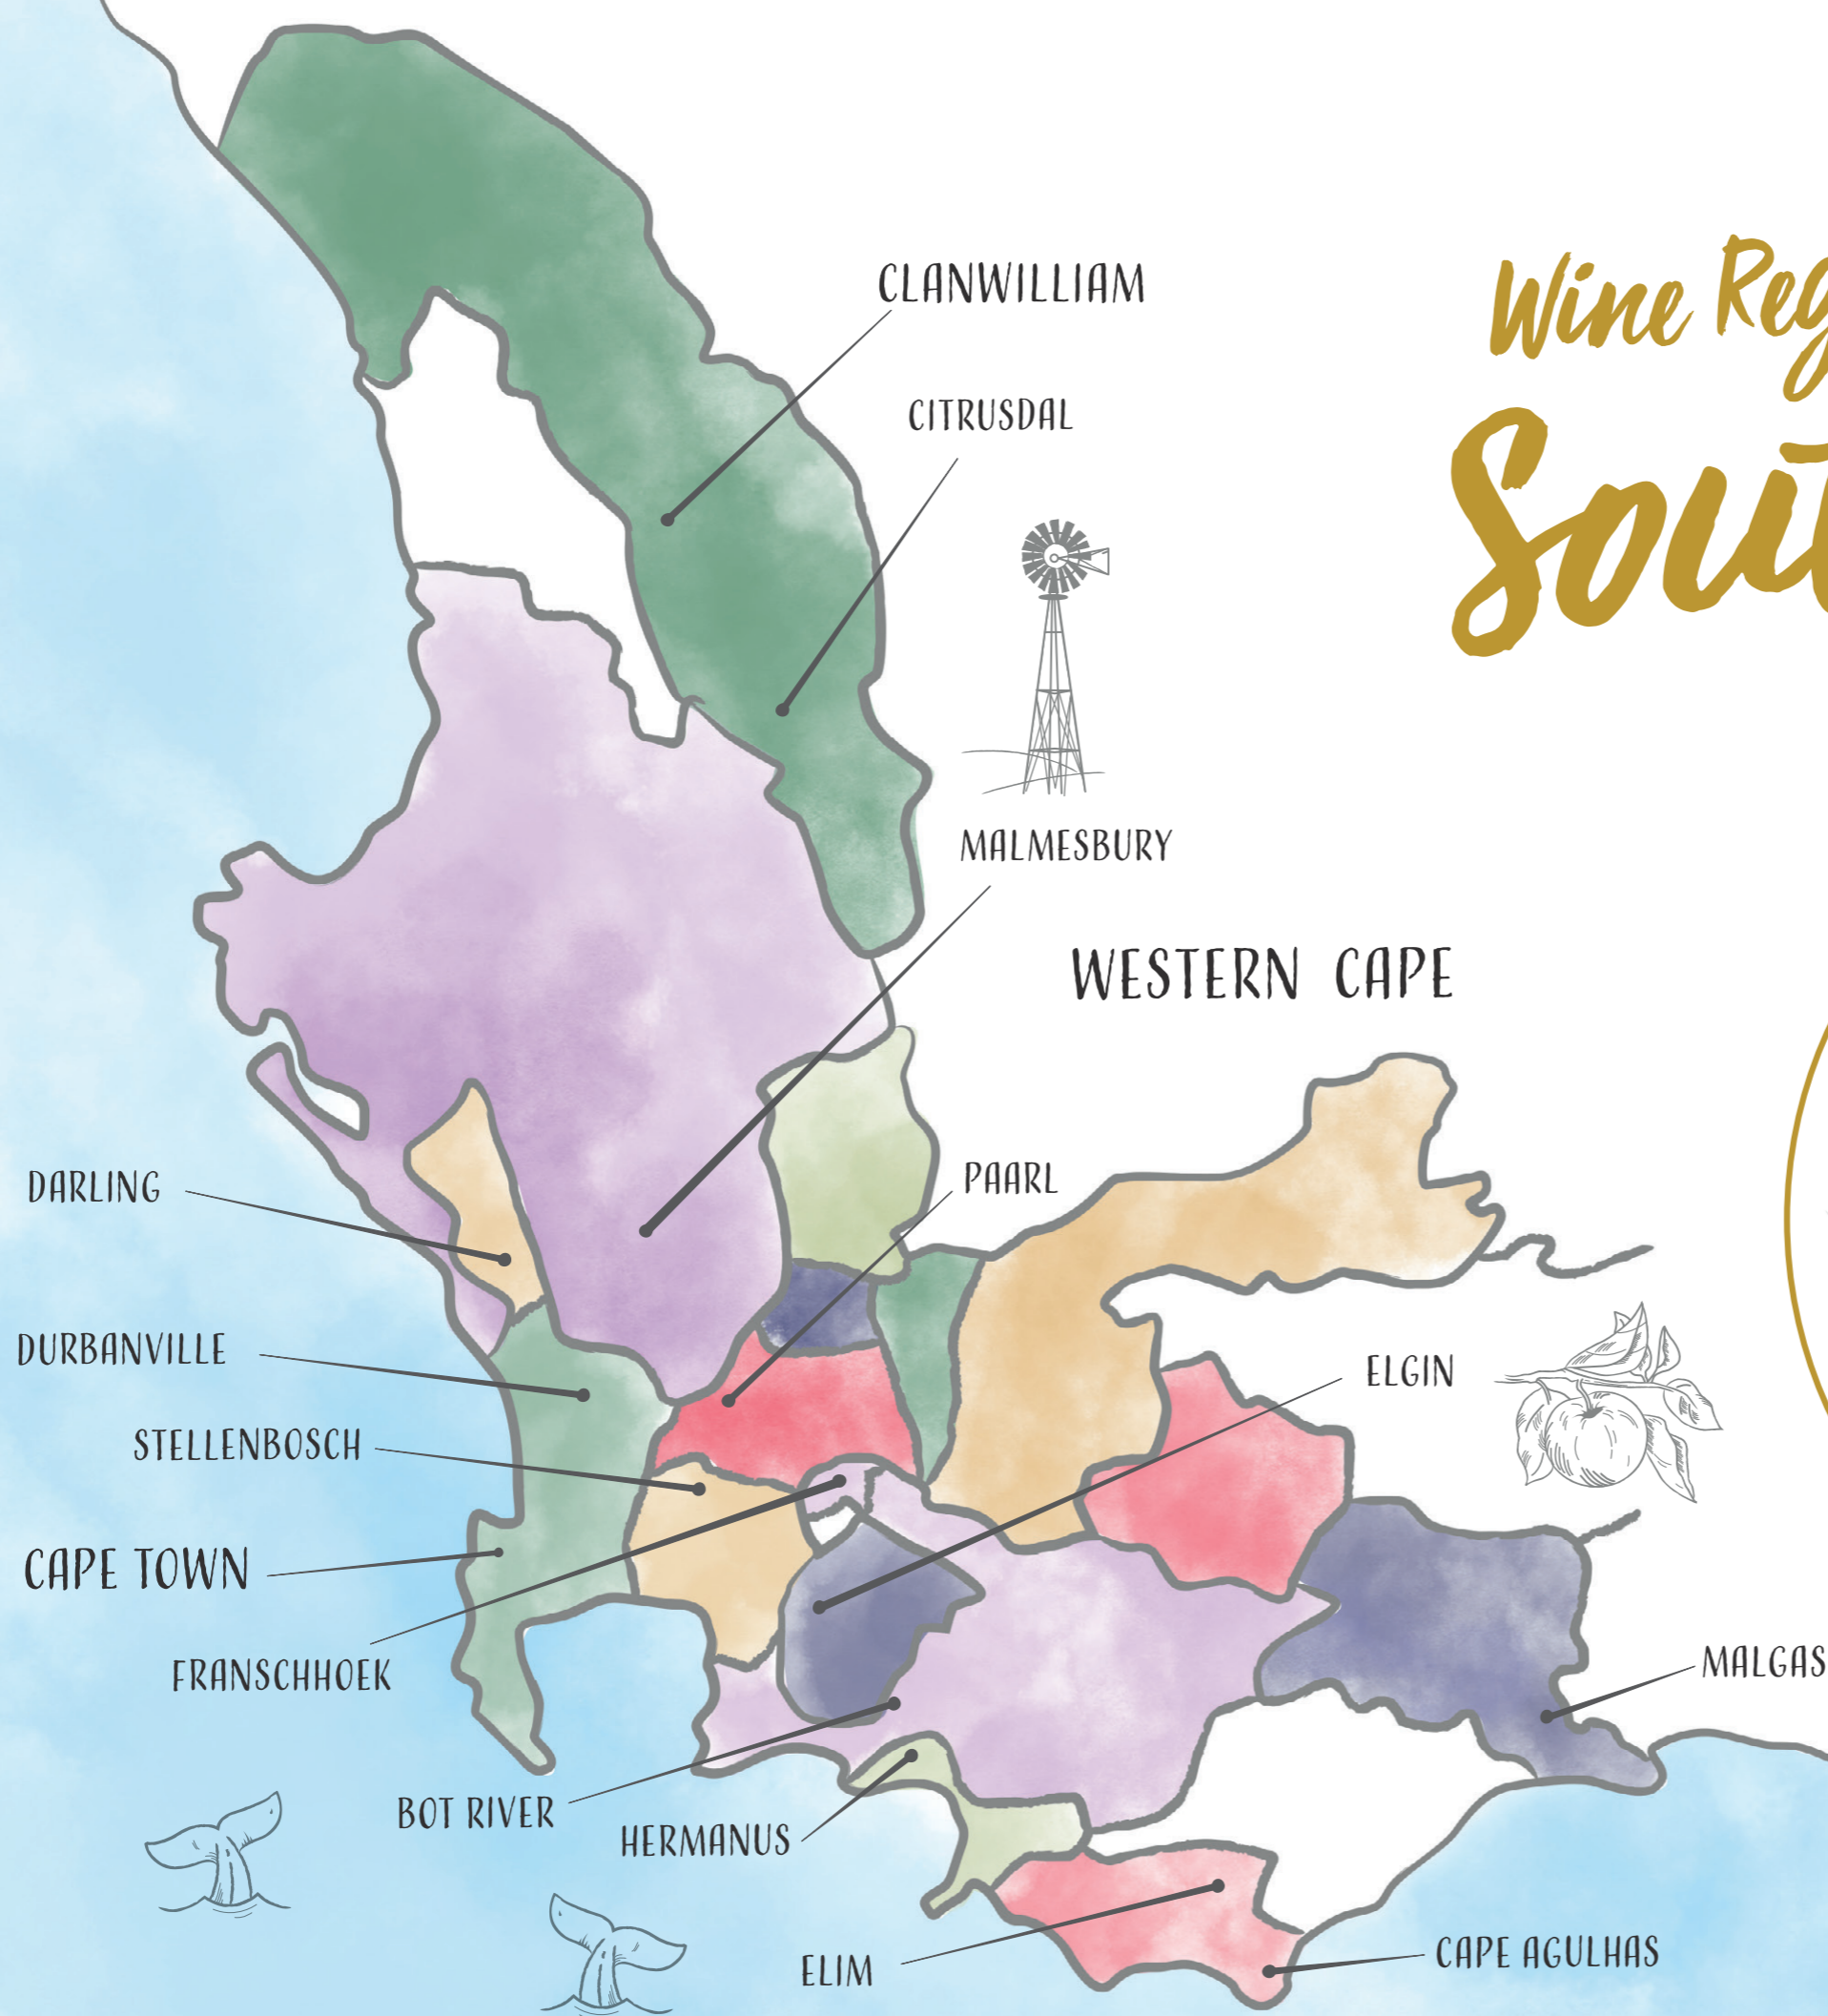 Wine Reg
Sout
CLANWILLIAM
CITRUSDAL
MALMESBURY
WESTERN CAPE
DARLING
PAARL
DURBANVILLE
ELGIN
STELLENBOSCH
CAPE TOWN
FRANSCHHOEK
MALGAS
BOT RIVER
HERMANUS
ELIM
CAPE AGULHAS